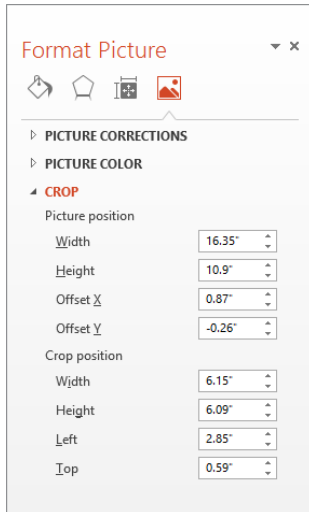 Format Picture
PICTURE CORRECTIONS
PICTURE COLOR
CROP
Picture position
Width 16.35"
Height 10.9"
Offset X 0.87"
Offset Y -0.26"
Crop position
Width 6.15"
Height 6.09"
Left 2.85"
Top 0.59"